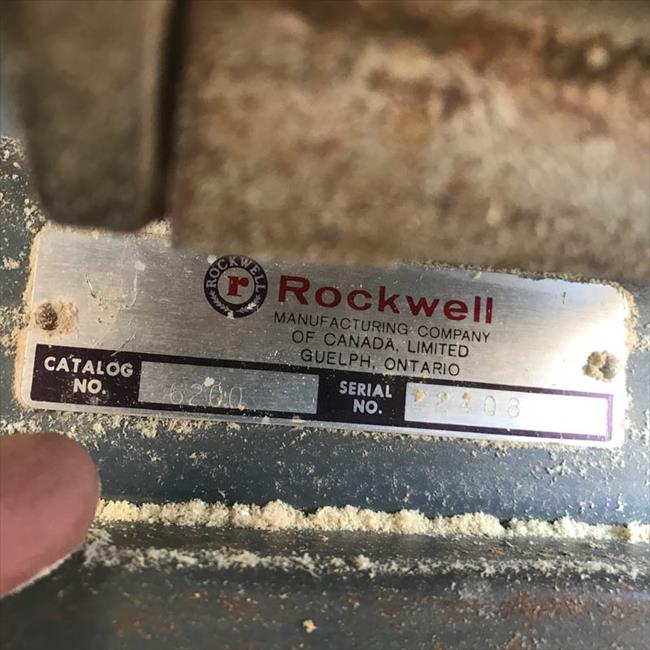 ROCKWELL
r
Rockwell
MANUFACTURING COMPANY
OF CANADA, LIMITED
GUELPH, ONTARIO
CATALOG NO. 6200
SERIAL NO.